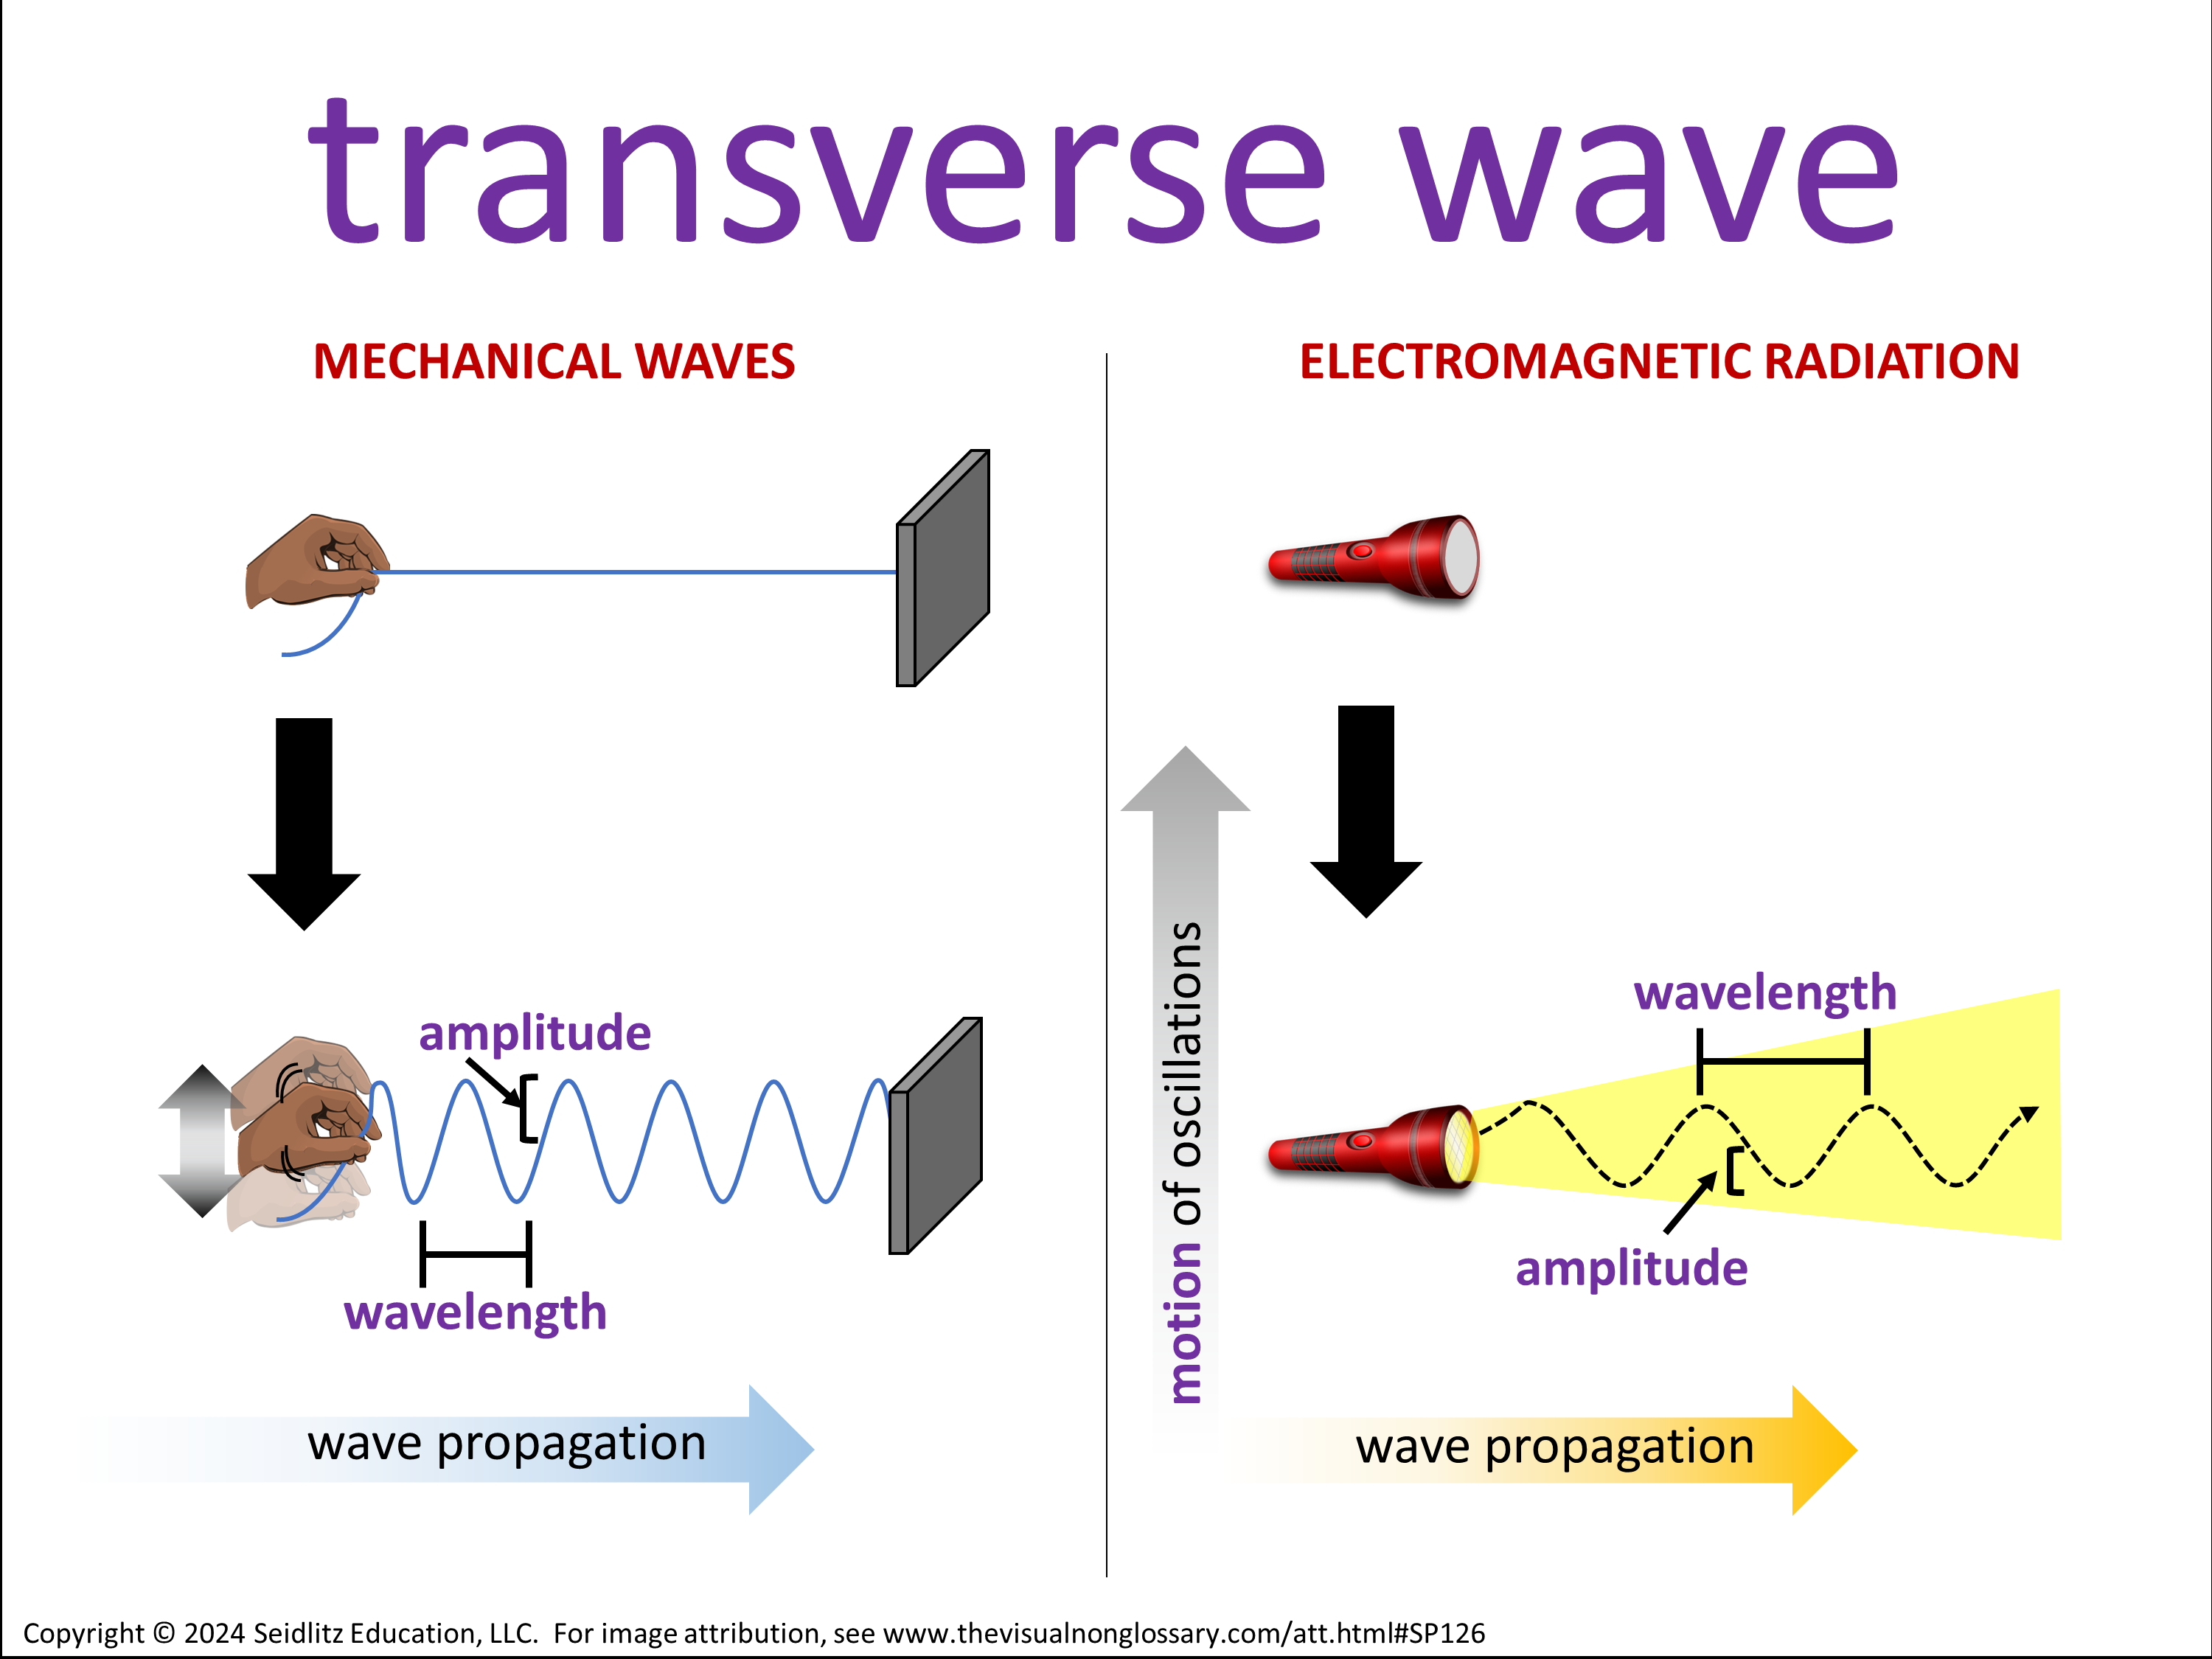 transverse wave
MECHANICAL WAVES
ELECTROMAGNETIC RADIATION
amplitude
wavelength
wave propagation
motion of oscillations
wavelength
amplitude
wave propagation
Copyright © 2024 Seidlitz Education, LLC.  For image attribution, see www.thevisualnonglossary.com/att.html#SP126